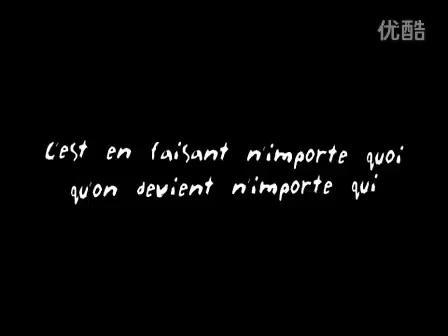 优酷
C'est en faisant n'importe quoi
qu'on devient n'importe qui